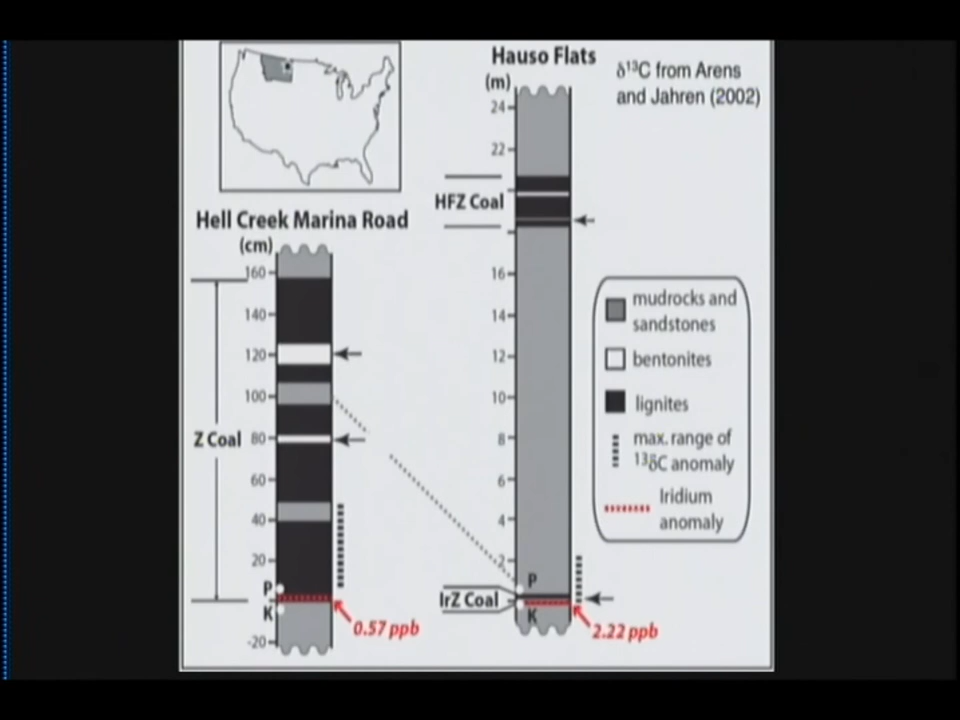 Hauso Flats
(m)
δ13C from Arens
and Jahren (2002)
24
22
HFZ Coal
16
14
12
10
8
6
4
2
P
IrZ Coal
K
2.22 ppb
Hell Creek Marina Road
(cm)
160
140
120
100
Z Coal
80
60
40
20
P
K
-20
0.57 ppb
mudrocks and
sandstones
bentonites
lignites
max. range of
13δC anomaly
Iridium
anomaly